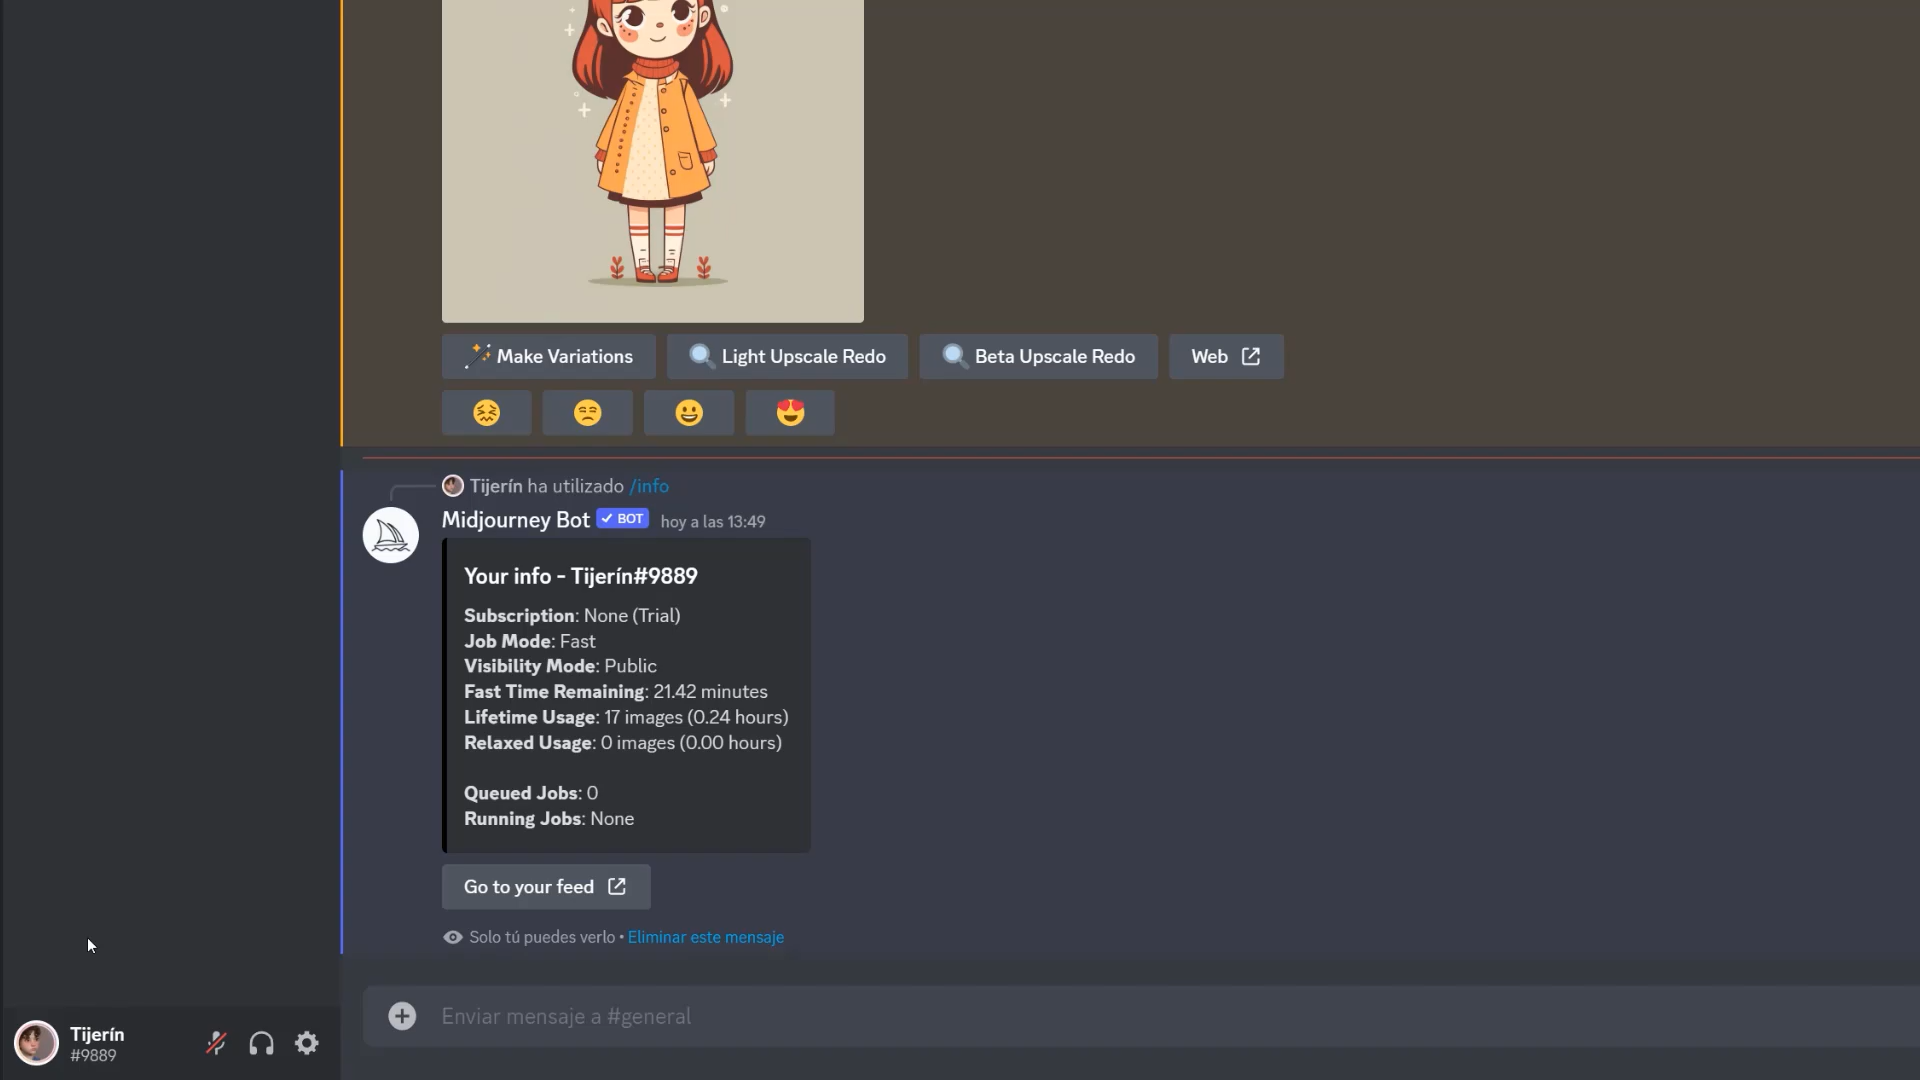 Make Variations
Light Upscale Redo
Beta Upscale Redo
Web
Tijerín ha utilizado /info
Midjourney Bot BOT hoy a las 13:49
Your info - Tijerín#9889
Subscription: None (Trial)
Job Mode: Fast
Visibility Mode: Public
Fast Time Remaining: 21.42 minutes
Lifetime Usage: 17 images (0.24 hours)
Relaxed Usage: 0 images (0.00 hours)
Queued Jobs: 0
Running Jobs: None
Go to your feed
Solo tú puedes verlo • Eliminar este mensaje
Enviar mensaje a #general
Tijerín
#9889